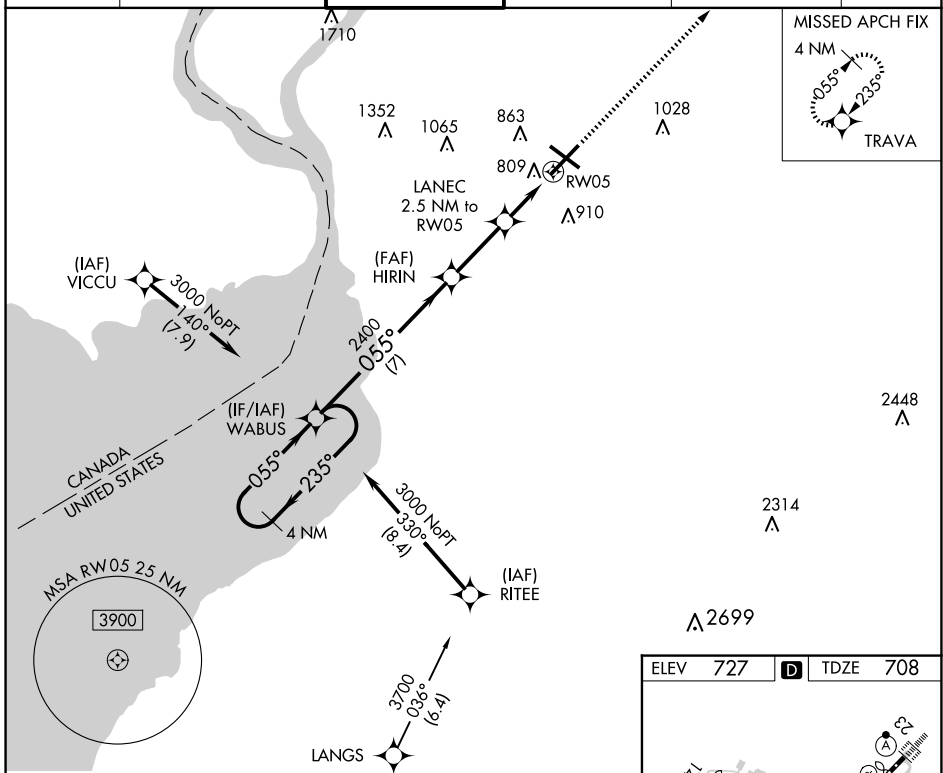 1710
MISSED APCH FIX
4 NM
055°
235°
TRAVA
1352
1065
863
1028
809
RW05
LANEC
2.5 NM to
RW05
910
(FAF)
HIRIN
(IAF)
VICCU
3000 NoPT
140°
(7.9)
2400
055°
(7)
(IF/IAF)
WABUS
2448
055°
235°
CANADA
UNITED STATES
4 NM
3000 NoPT
330°
(8.4)
2314
(IAF)
RITEE
MSA RW05 25 NM
3900
2699
3700
036°
(6.4)
LANGS
ELEV 727 D TDZE 708
23
A